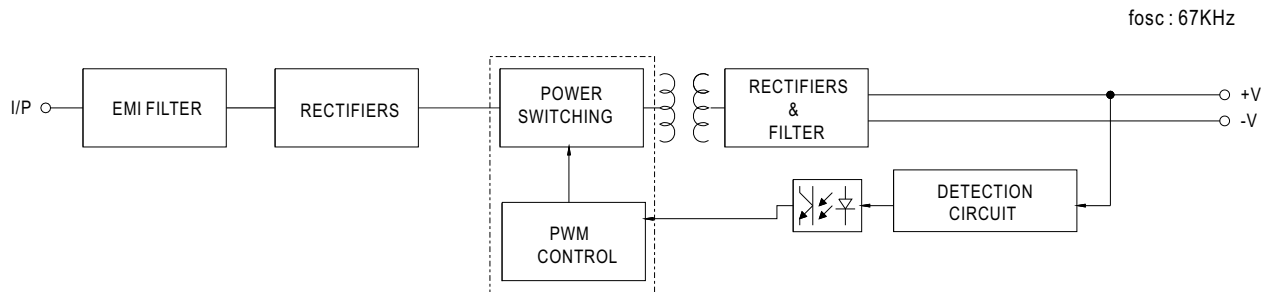 fosc : 67KHz
I/P
EMI FILTER
RECTIFIERS
POWER
SWITCHING
RECTIFIERS
&
FILTER
+V
-V
DETECTION
CIRCUIT
PWM
CONTROL